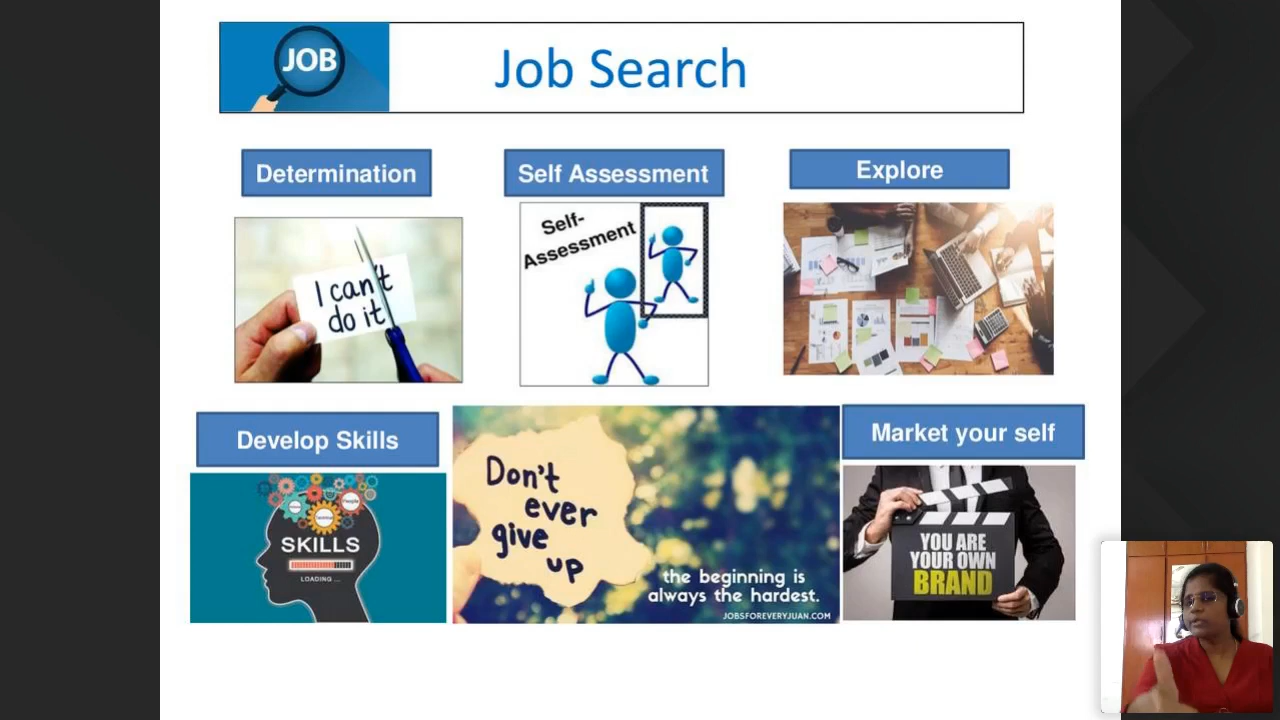 JOB
Job Search
Determination
Self Assessment
Explore
I can't
do it
Self-
Assessment
Develop Skills
Market your self
SKILLS
LOADING ...
Don't
ever
give
up
the beginning is
always the hardest.
JOBSFOREVERYJUAN.COM
YOU ARE
YOUR OWN
BRAND